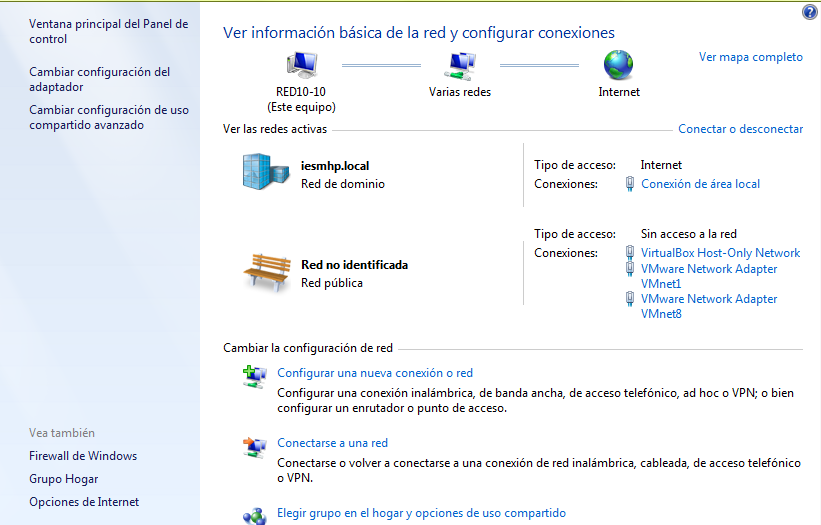 Ventana principal del Panel de
control
Cambiar configuración del
adaptador
Cambiar configuración de uso
compartido avanzado
Vea también
Firewall de Windows
Grupo Hogar
Opciones de Internet
Ver información básica de la red y configurar conexiones
Ver mapa completo
RED10-10
(Este equipo)
Varias redes
Internet
Ver las redes activas
Conectar o desconectar
iesmhp.local
Red de dominio
Tipo de acceso: Internet
Conexiones: Conexión de área local
Red no identificada
Red pública
Tipo de acceso: Sin acceso a la red
Conexiones: VirtualBox Host-Only Network
VMware Network Adapter
VMnet1
VMware Network Adapter
VMnet8
Cambiar la configuración de red
Configurar una nueva conexión o red
Configurar una conexión inalámbrica, de banda ancha, de acceso telefónico, ad hoc o VPN; o bien
configurar un enrutador o punto de acceso.
Conectarse a una red
Conectarse o volver a conectarse a una conexión de red inalámbrica, cableada, de acceso telefónico
o VPN.
Elegir grupo en el hogar y opciones de uso compartido